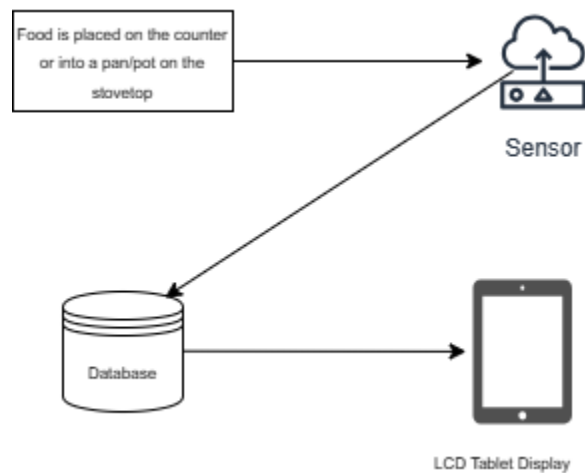 Food is placed on the counter
or into a pan/pot on the
stovetop
Sensor
Database
LCD Tablet Display